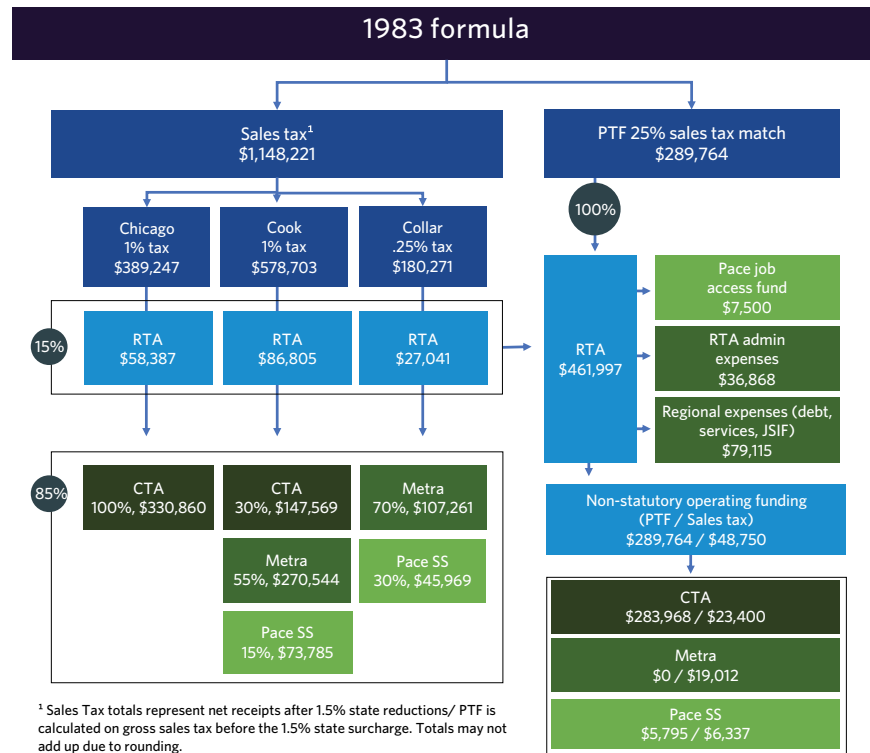 1983 formula
Sales tax¹
$1,148,221
PTF 25% sales tax match
$289,764
100%
Chicago
1% tax
$389,247
Cook
1% tax
$578,703
Collar
.25% tax
$180,271
15%
RTA
$58,387
RTA
$86,805
RTA
$27,041
RTA
$461,997
Pace job
access fund
$7,500
RTA admin
expenses
$36,868
Regional expenses (debt,
services, JSIF)
$79,115
85%
CTA
100%, $330,860
CTA
30%, $147,569
Metra
70%, $107,261
Metra
55%, $270,544
Pace SS
30%, $45,969
Pace SS
15%, $73,785
Non-statutory operating funding
(PTF / Sales tax)
$289,764 / $48,750
CTA
$283,968 / $23,400
Metra
$0 / $19,012
Pace SS
$5,795 / $6,337
¹ Sales Tax totals represent net receipts after 1.5% state reductions/ PTF is
calculated on gross sales tax before the 1.5% state surcharge. Totals may not
add up due to rounding.